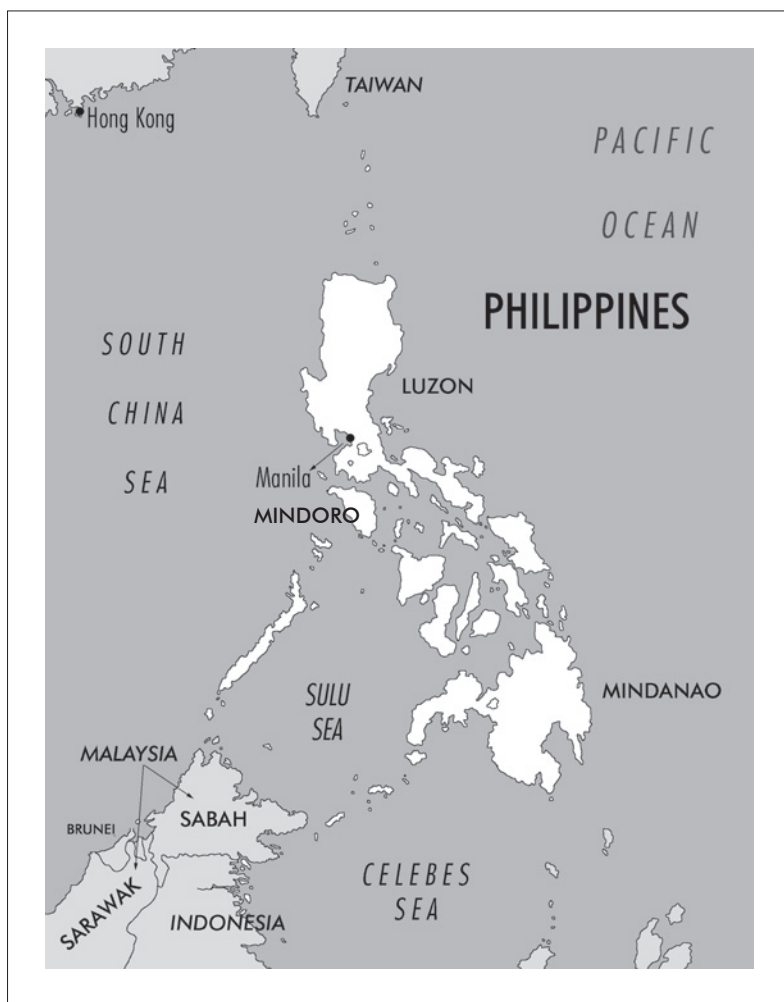 TAIWAN
Hong Kong
PACIFIC
OCEAN
PHILIPPINES
SOUTH
CHINA
SEA
LUZON
Manila
MINDORO
SULU
SEA
MINDANAO
MALAYSIA
SABAH
BRUNEI
CELEBES
SEA
SARAWAK
INDONESIA